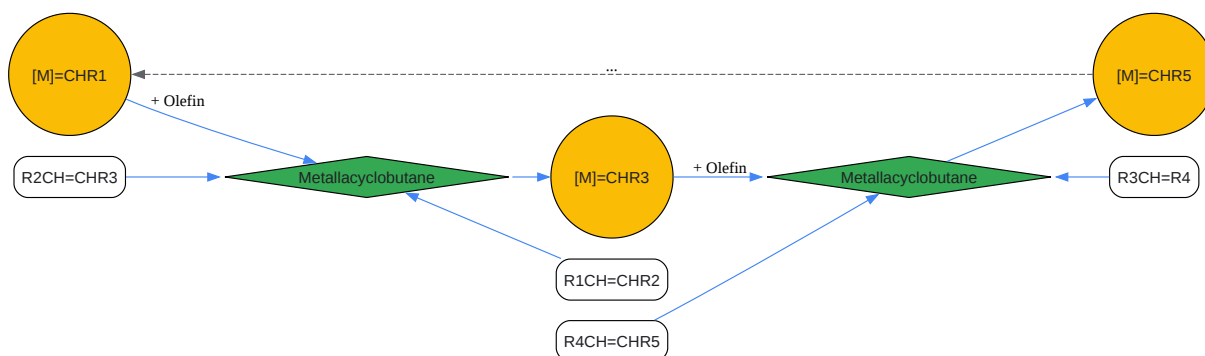 ...
[M]=CHR1
[M]=CHR5
+ Olefin
R2CH=CHR3
Metallacyclobutane
[M]=CHR3
+ Olefin
Metallacyclobutane
R3CH=R4
R1CH=CHR2
R4CH=CHR5